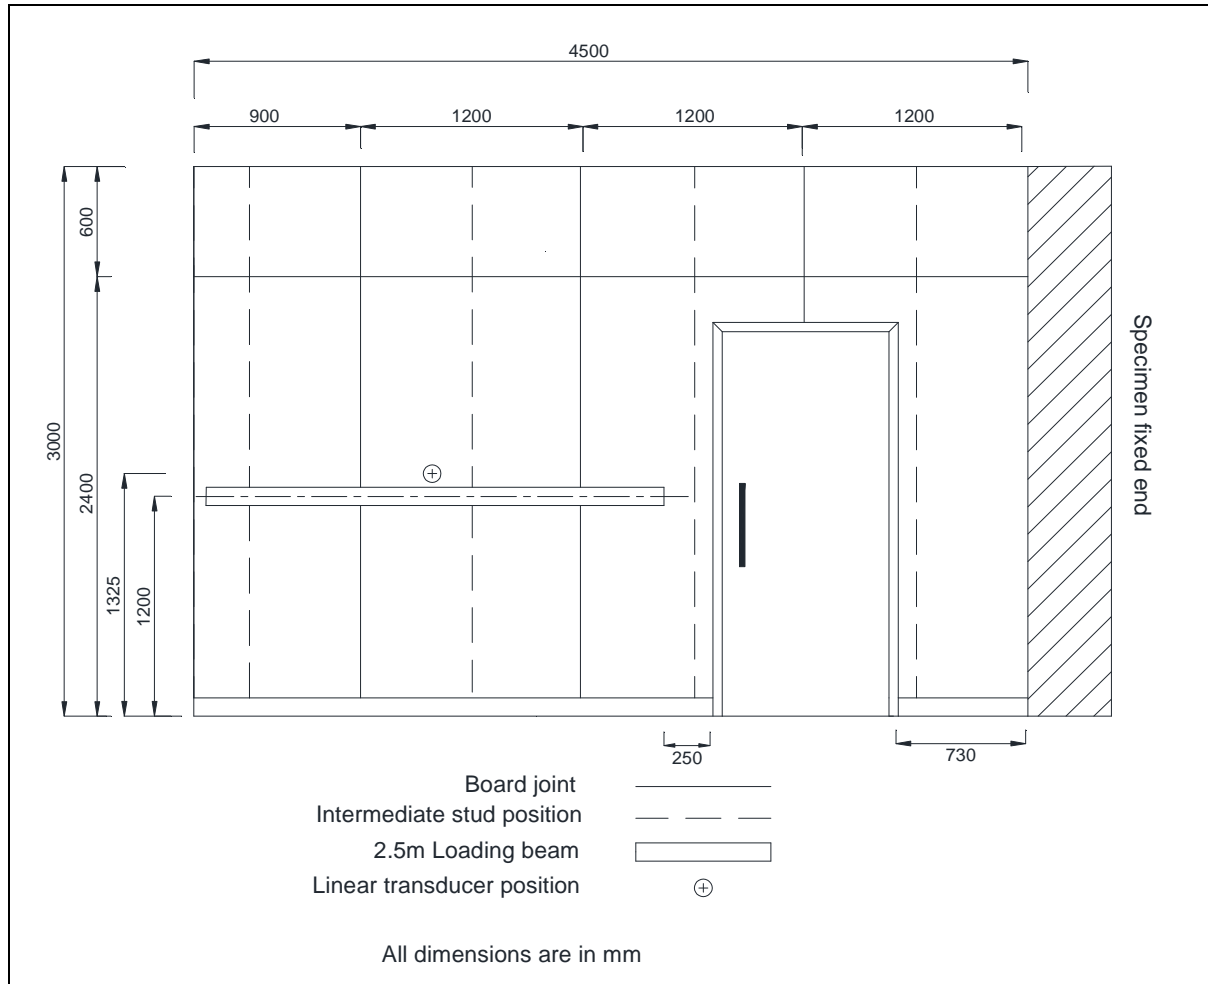 4500
900
1200
1200
1200
600
3000
2400
1325
1200
Specimen fixed end
250
730
Board joint
Intermediate stud position
2.5m Loading beam
Linear transducer position
All dimensions are in mm